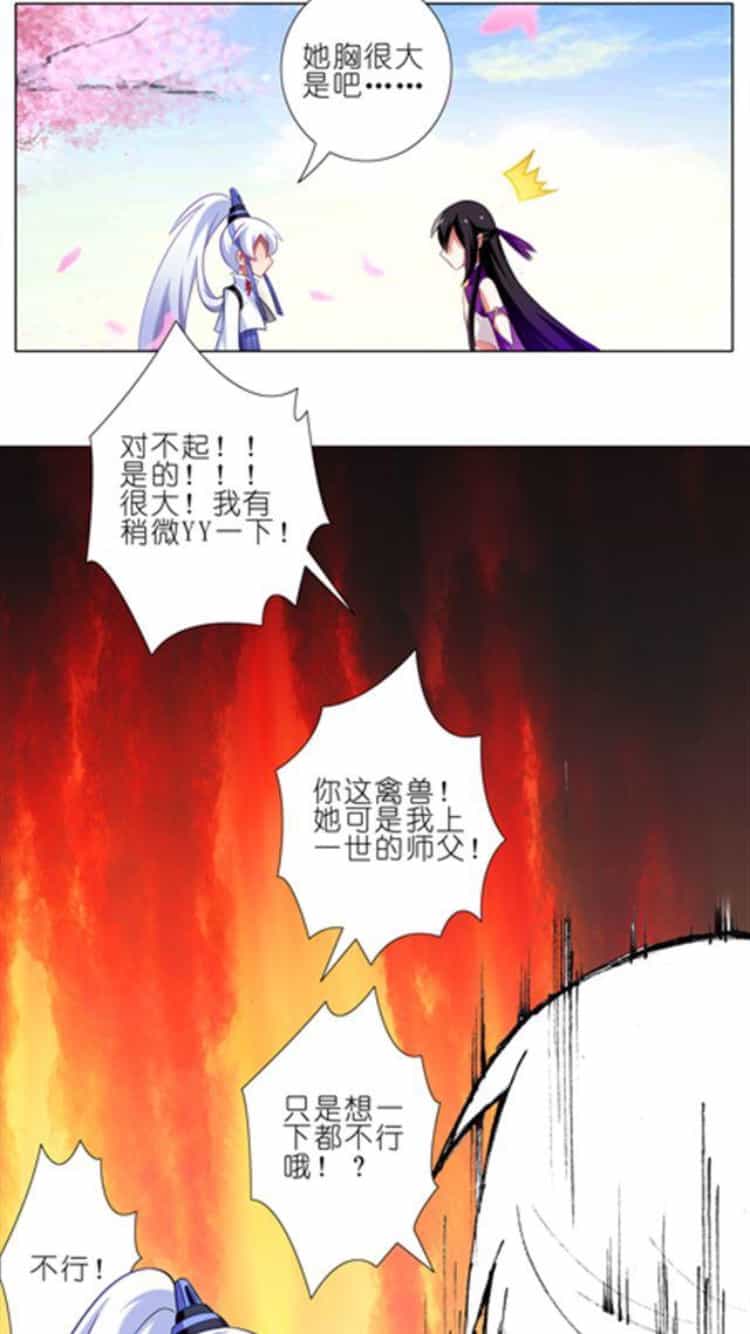 她胸很大
是吧……
对不起！！
是的！！！
很大！我有
稍微YY一下！
你这禽兽！
她可是我上
一世的师父！
只是想一
下都不行
哦！？
不行！